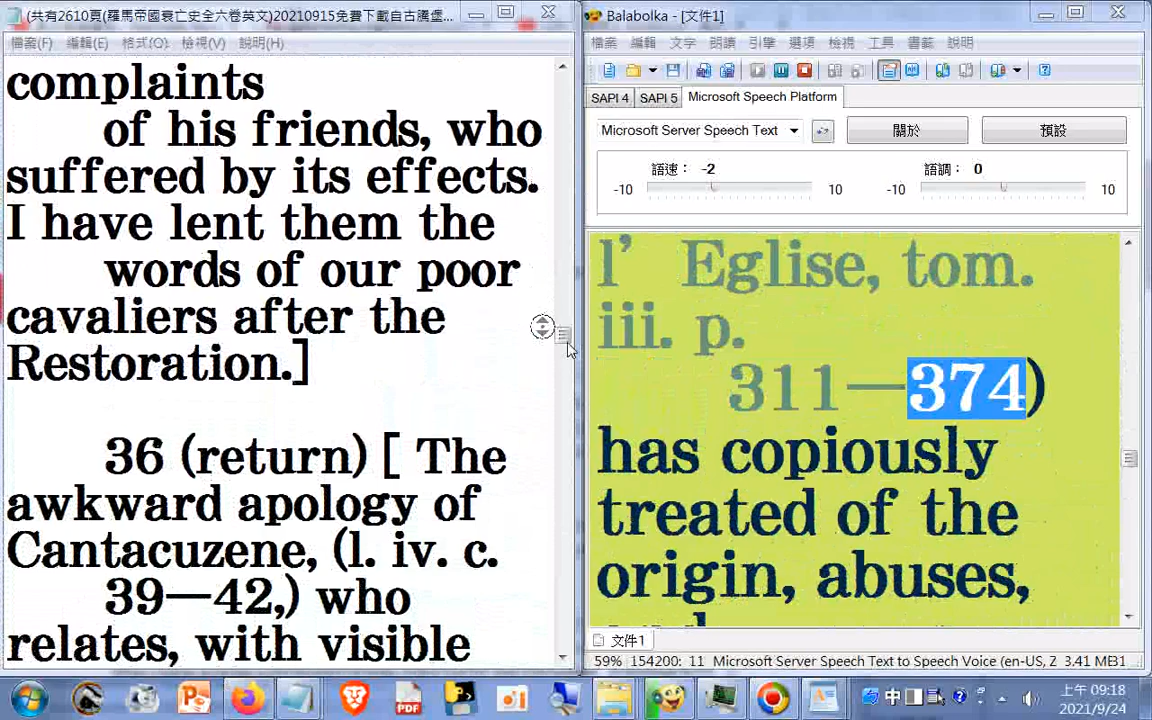 (共有2610頁(羅馬帝國衰亡史全六卷英文)20210915免費下載自古騰堡...
檔案(F) 編輯(E) 格式(O) 檢視(V) 說明(H)
complaints
of his friends, who
suffered by its effects.
I have lent them the
words of our poor
cavaliers after the
Restoration.]
36 (return) [ The
awkward apology of
Cantacuzene, (l. iv. c.
39—42,) who
relates, with visible
Balabolka - [文件1]
檔案 編輯 文字 朗讀 引擎 選項 檢視 工具 書籤 說明
SAPI 4 SAPI 5 Microsoft Speech Platform
Microsoft Server Speech Text 關於 預設
語速： -2 語調： 0
-10 10 -10 10
l’ Eglise, tom.
iii. p.
311—374)
has copiously
treated of the
origin, abuses,
文件1
59% 154200: 11 Microsoft Server Speech Text to Speech Voice (en-US, Z 3.41 MB1
中 上午 09:18
2021/9/24